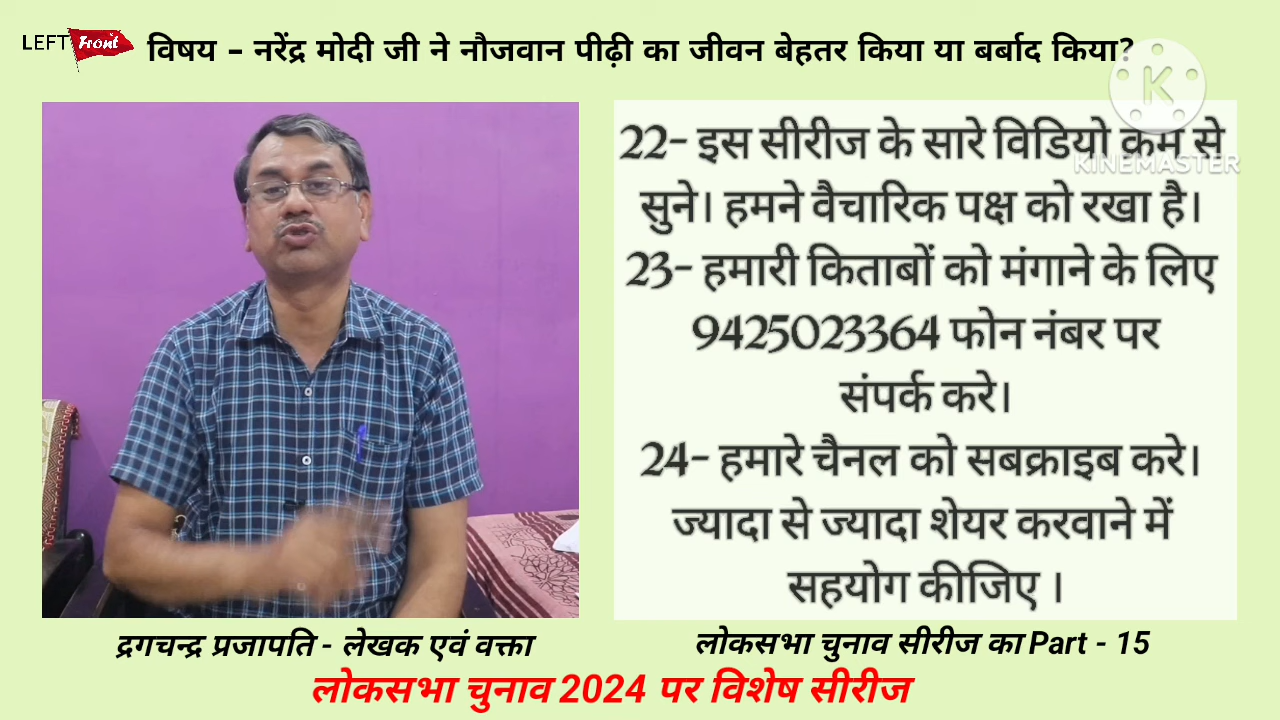 LEFT Front
विषय – नरेंद्र मोदी जी ने नौजवान पीढ़ी का जीवन बेहतर किया या बर्बाद किया?
22- इस सीरीज के सारे विडियो क्रम से
सुने। हमने वैचारिक पक्ष को रखा है।
23- हमारी किताबों को मंगाने के लिए
9425023364 फोन नंबर पर
संपर्क करे।
24- हमारे चैनल को सबक्राइब करे।
ज्यादा से ज्यादा शेयर करवाने में
सहयोग कीजिए ।
K
KINEMASTER
द्रगचन्द्र प्रजापति - लेखक एवं वक्ता
लोकसभा चुनाव सीरीज का Part - 15
लोकसभा चुनाव 2024 पर विशेष सीरीज